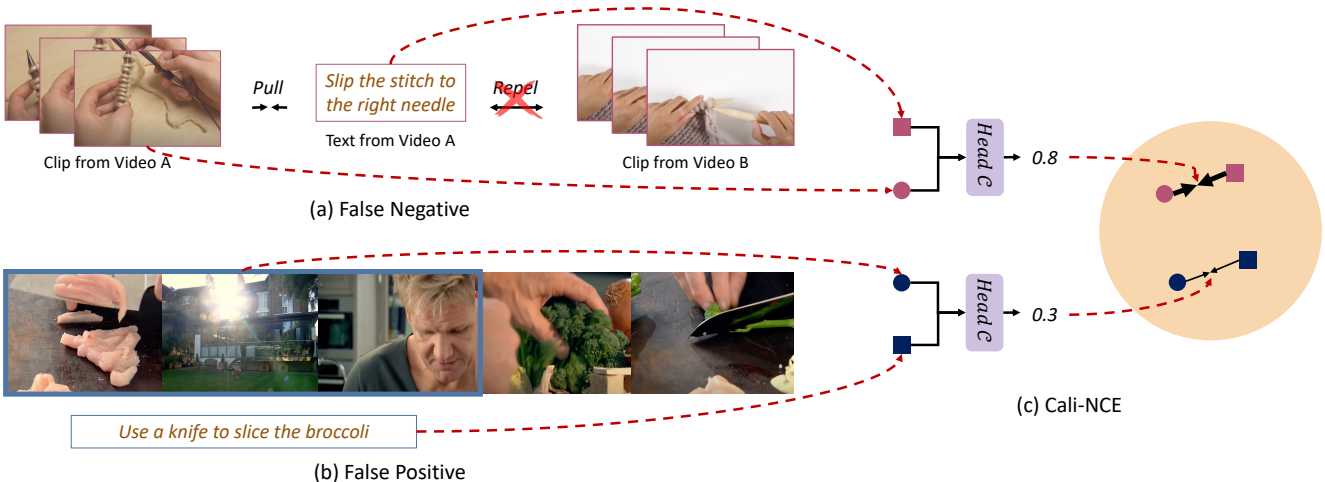 Pull
Slip the stitch to
the right needle
Repel
Clip from Video A
Text from Video A
Clip from Video B
Head C
0.8
(a) False Negative
Head C
0.3
(c) Cali-NCE
Use a knife to slice the broccoli
(b) False Positive